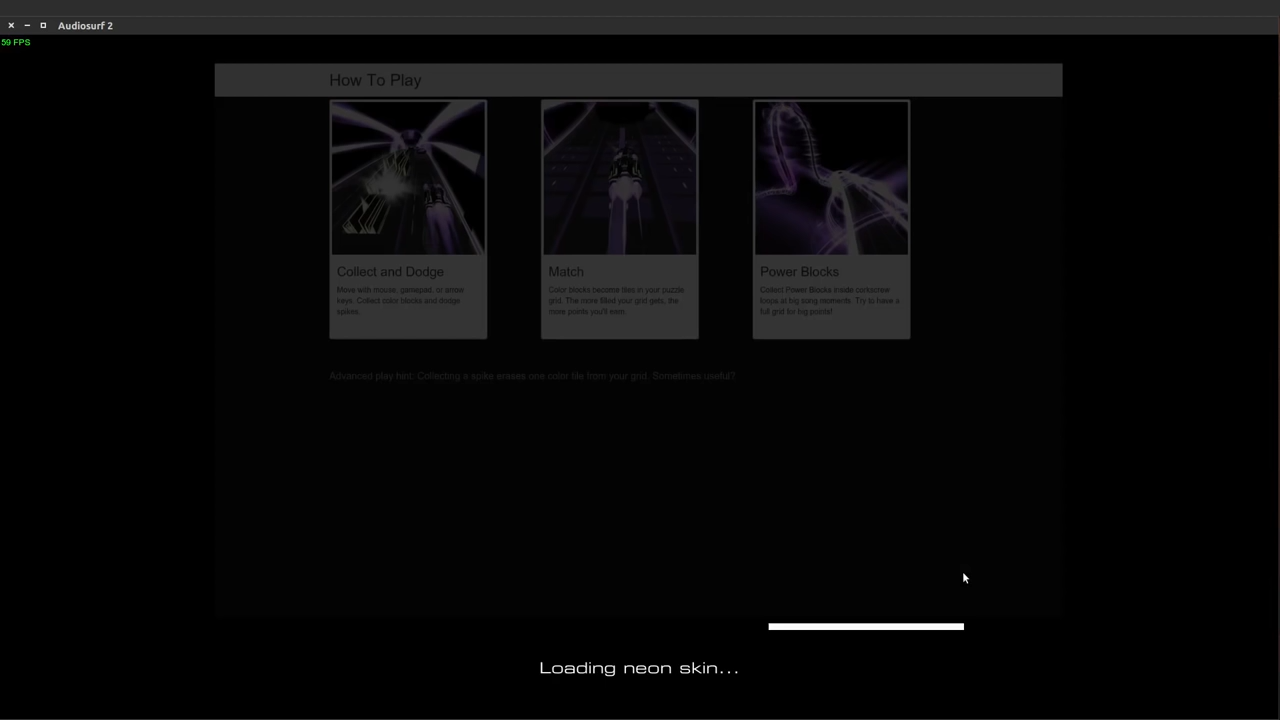 Audiosurf 2
59 FPS
How To Play
Collect and Dodge
Move with mouse, gamepad, or arrow
keys. Collect color blocks and dodge
spikes.
Match
Color blocks become tiles in your puzzle
grid. The more filled your grid gets, the
more points you'll earn.
Power Blocks
Collect Power Blocks inside corkscrew
loops at big song moments. Try to have a
full grid for big points!
Advanced play hint: Collecting a spike erases one color tile from your grid. Sometimes useful?
Loading neon skin...